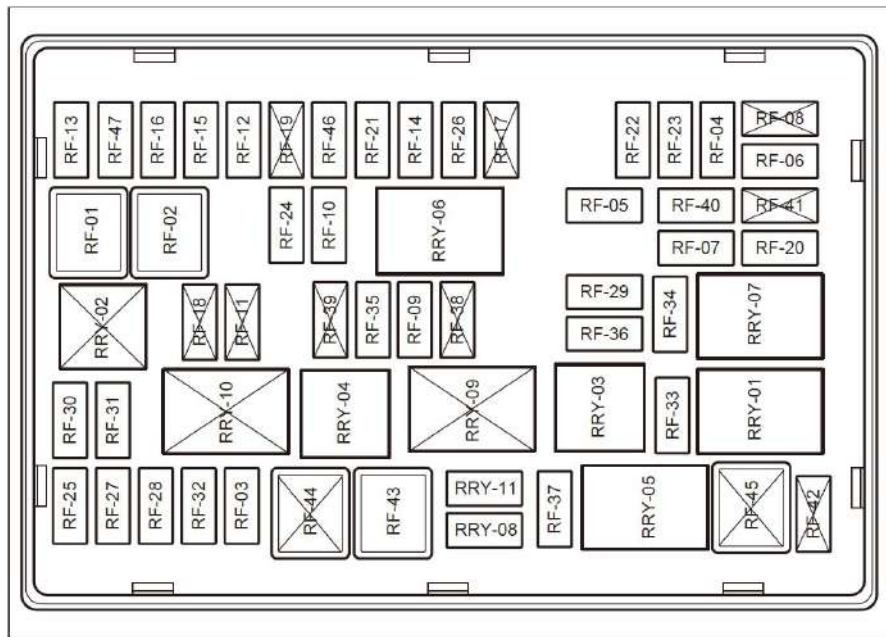 RF-13 RF-47 RF-16 RF-15 RF-12 RF-19 RF-46 RF-21 RF-14 RF-26 RF-17 RF-22 RF-23 RF-04 RF-08
RF-06
RF-01 RF-02 RF-24 RF-10 RRY-06 RF-05 RF-40 RF-41
RF-07 RF-20
RRY-02 RF-18 RF-11 RF-39 RF-35 RF-09 RF-38 RF-29 RF-34 RRY-07
RF-36
RF-30 RF-31 RRY-10 RRY-04 RRY-09 RRY-03 RF-33 RRY-01
RF-25 RF-27 RF-28 RF-32 RF-03 RF-44 RF-43 RRY-11 RF-37 RRY-05 RF-45 RF-42
RRY-08